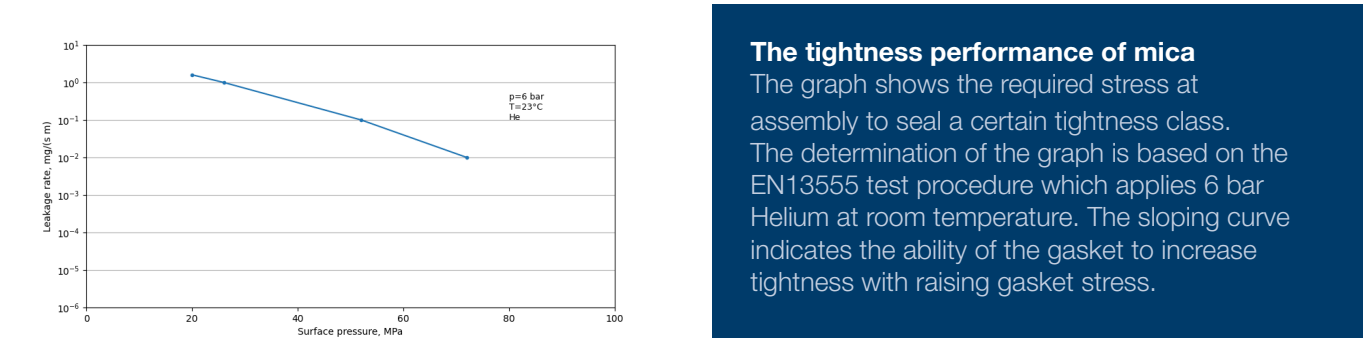 10¹
10⁰
10⁻¹
10⁻²
10⁻³
10⁻⁴
10⁻⁵
10⁻⁶
Leakage rate, mg/(s m)
p=6 bar
T=23°C
He
0 20 40 60 80 100
Surface pressure, MPa
The tightness performance of mica
The graph shows the required stress at
assembly to seal a certain tightness class.
The determination of the graph is based on the
EN13555 test procedure which applies 6 bar
Helium at room temperature. The sloping curve
indicates the ability of the gasket to increase
tightness with raising gasket stress.